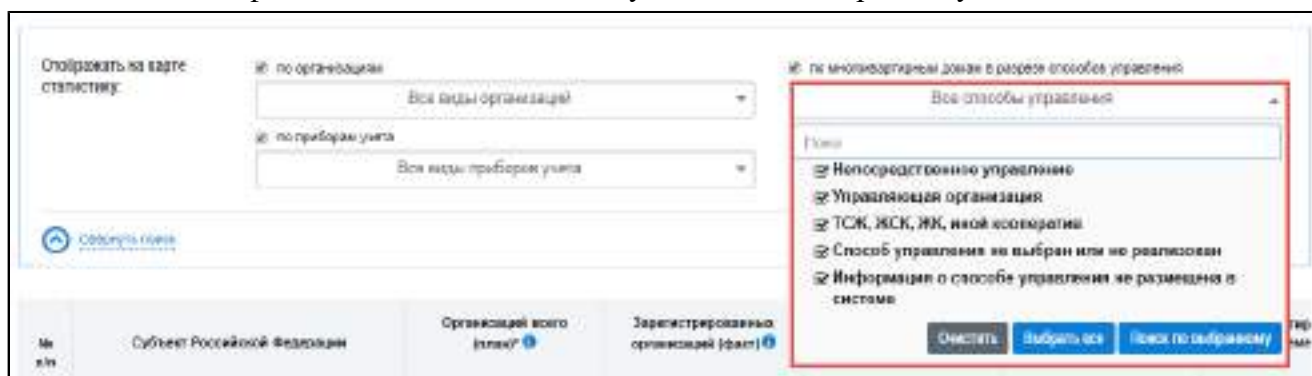 Отображать на карте
статистику:
по организациям
Все виды организаций
по приборам учета
Все виды приборов учета
по многоквартирным домам в разрезе способов управления
Все способы управления
Поиск
Непосредственное управление
Управляющая организация
ТСЖ, ЖСК, ЖК, иной кооператив
Способ управления не выбран или не реализован
Информация о способе управления не размещена в
системе
Очистить
Выбрать все
Поиск по выбранному
Свернуть поиск
№
п/п
Субъект Российской Федерации
Организаций всего
(план)*
Зарегистрированных
организаций (факт)